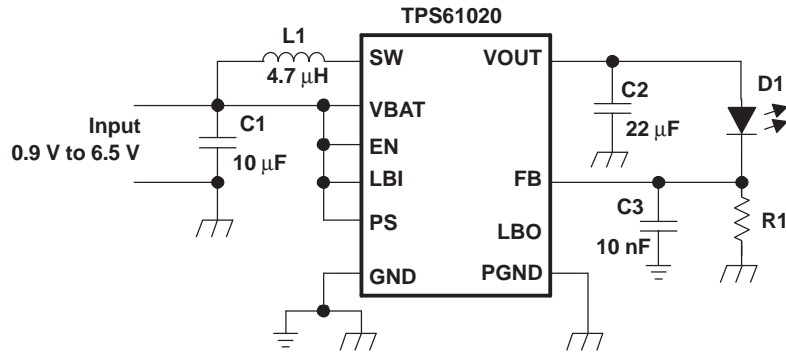 TPS61020
L1
4.7 μH
SW
VOUT
D1
C2
22 μF
VBAT
Input
0.9 V to 6.5 V
C1
10 μF
EN
LBI
FB
PS
C3
10 nF
LBO
R1
GND
PGND